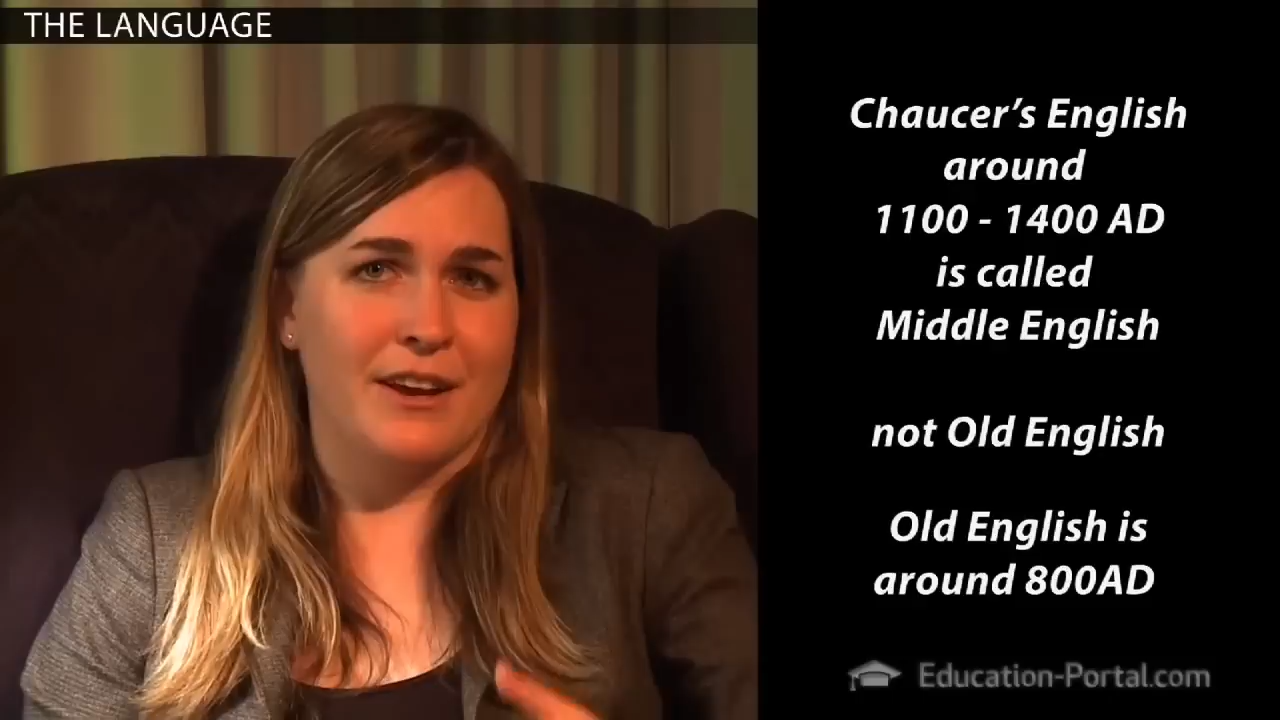 THE LANGUAGE
Chaucer's English
around
1100 - 1400 AD
is called
Middle English
not Old English
Old English is
around 800AD
Education-Portal.com